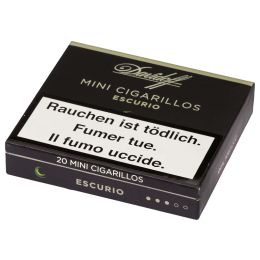 Davidoff
MINI CIGARILLOS
ESCURIO
Rauchen ist tödlich.
Fumer tue.
Il fumo uccide.
20 MINI CIGARILLOS
ESCURIO